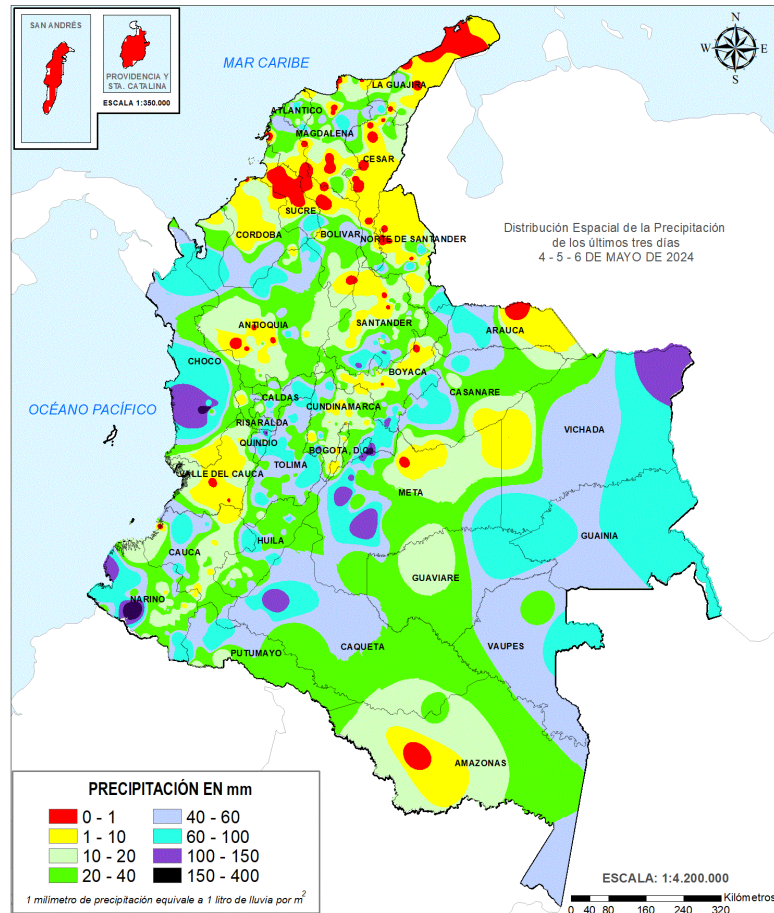 SAN ANDRÉS
PROVIDENCIA Y
STA. CATALINA
ESCALA 1:350.000
MAR CARIBE
N
W
E
S
LA GUAJIRA
ATLANTICO
MAGDALENA
CESAR
SUCRE
CORDOBA
BOLIVAR
NORTE DE SANTANDER
Distribución Espacial de la Precipitación
de los últimos tres días
4 - 5 - 6 DE MAYO DE 2024
ANTIOQUIA
SANTANDER
ARAUCA
CHOCO
BOYACA
OCÉANO PACÍFICO
CALDAS
CASANARE
CUNDINAMARCA
RISARALDA
VICHADA
QUINDIO
BOGOTA, D.C.
TOLIMA
VALLE DEL CAUCA
META
GUAINIA
HUILA
CAUCA
GUAVIARE
NARIÑO
CAQUETA
VAUPES
PUTUMAYO
AMAZONAS
PRECIPITACIÓN EN mm
0 - 1
40 - 60
1 - 10
60 - 100
10 - 20
100 - 150
20 - 40
150 - 400
1 milímetro de precipitación equivale a 1 litro de lluvia por m2
ESCALA: 1:4.200.000
Kilómetros
0 40 80 160 240 320